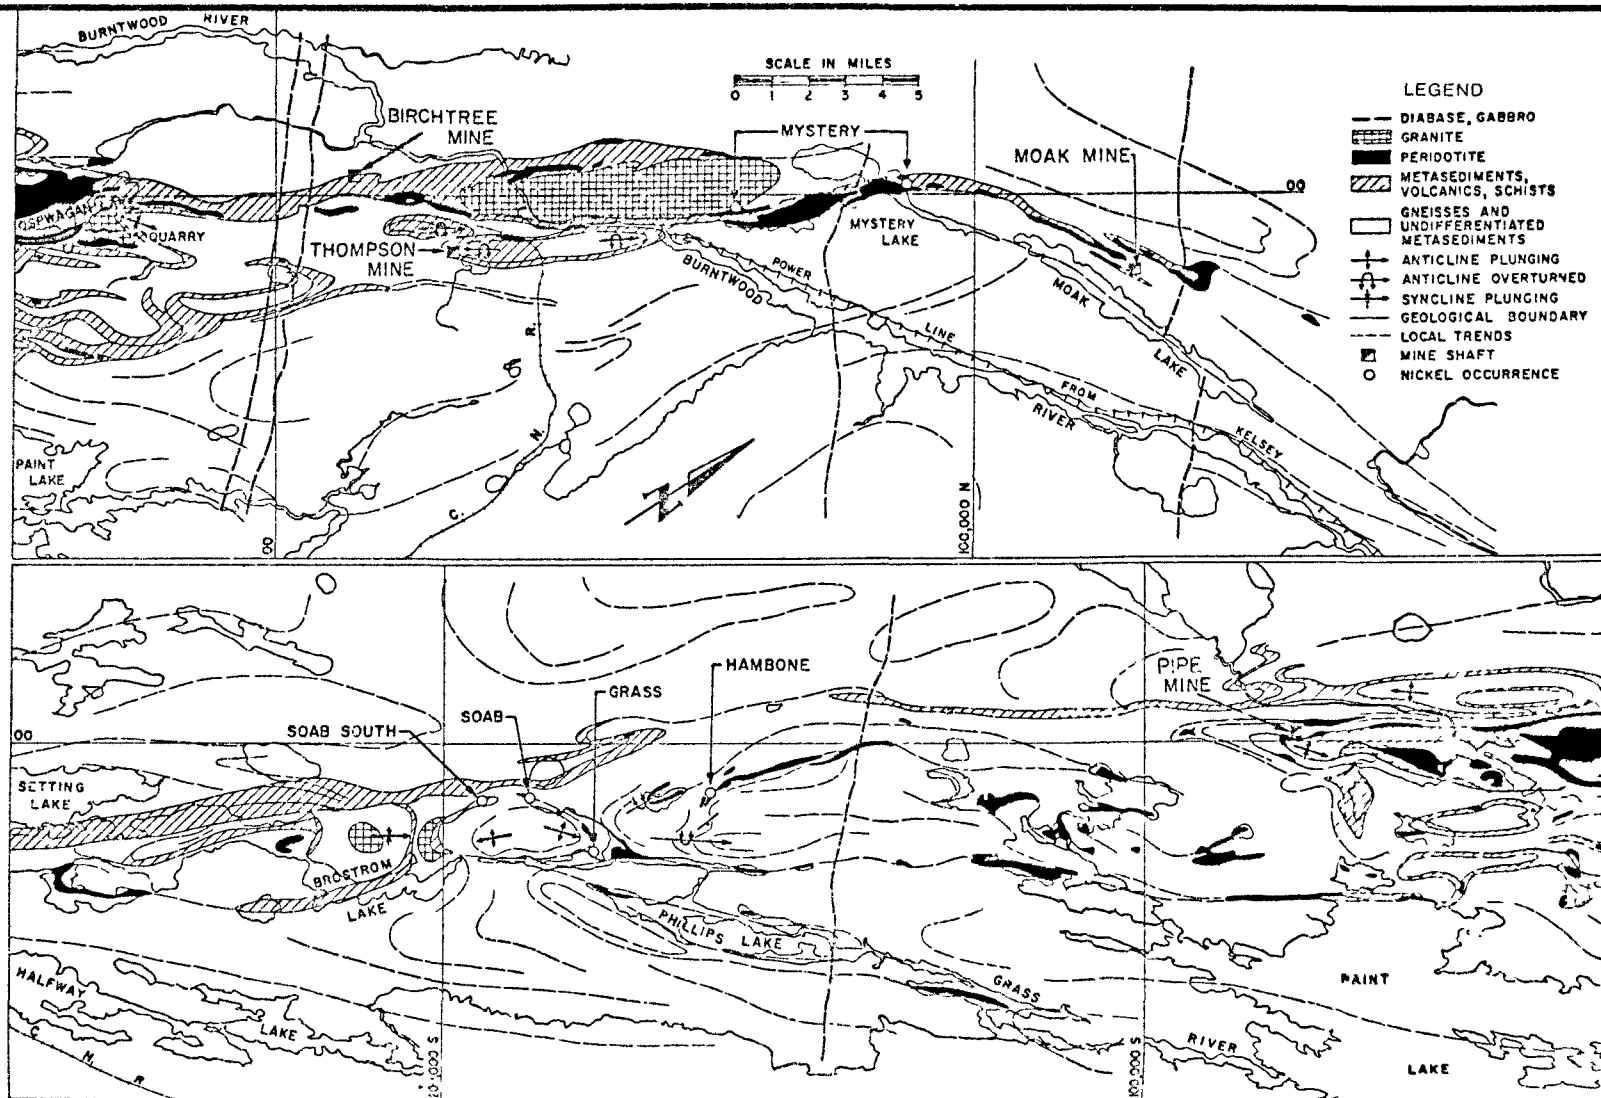 BURNTWOOD RIVER
SCALE IN MILES
0 1 2 3 4 5
BIRCHTREE
MINE
MYSTERY
MOAK MINE
00
QUARRY
THOMPSON
MINE
MYSTERY
LAKE
POWER LINE FROM KELSEY
BURNTWOOD RIVER
MOAK LAKE
PAINT
LAKE
C. N. R.
N
00
100,000 N
LEGEND
DIABASE, GABBRO
GRANITE
PERIDOTITE
METASEDIMENTS,
VOLCANICS, SCHISTS
GNEISSES AND
UNDIFFERENTIATED
METASEDIMENTS
ANTICLINE PLUNGING
ANTICLINE OVERTURNED
SYNCLINE PLUNGING
GEOLOGICAL BOUNDARY
LOCAL TRENDS
MINE SHAFT
NICKEL OCCURRENCE
HAMBONE
GRASS
SOAB
SOAB SOUTH
PIPE
MINE
00
SETTING
LAKE
BROSTROM
LAKE
PHILLIPS LAKE
GRASS RIVER
PAINT
LAKE
HALFWAY
LAKE
C. N. R